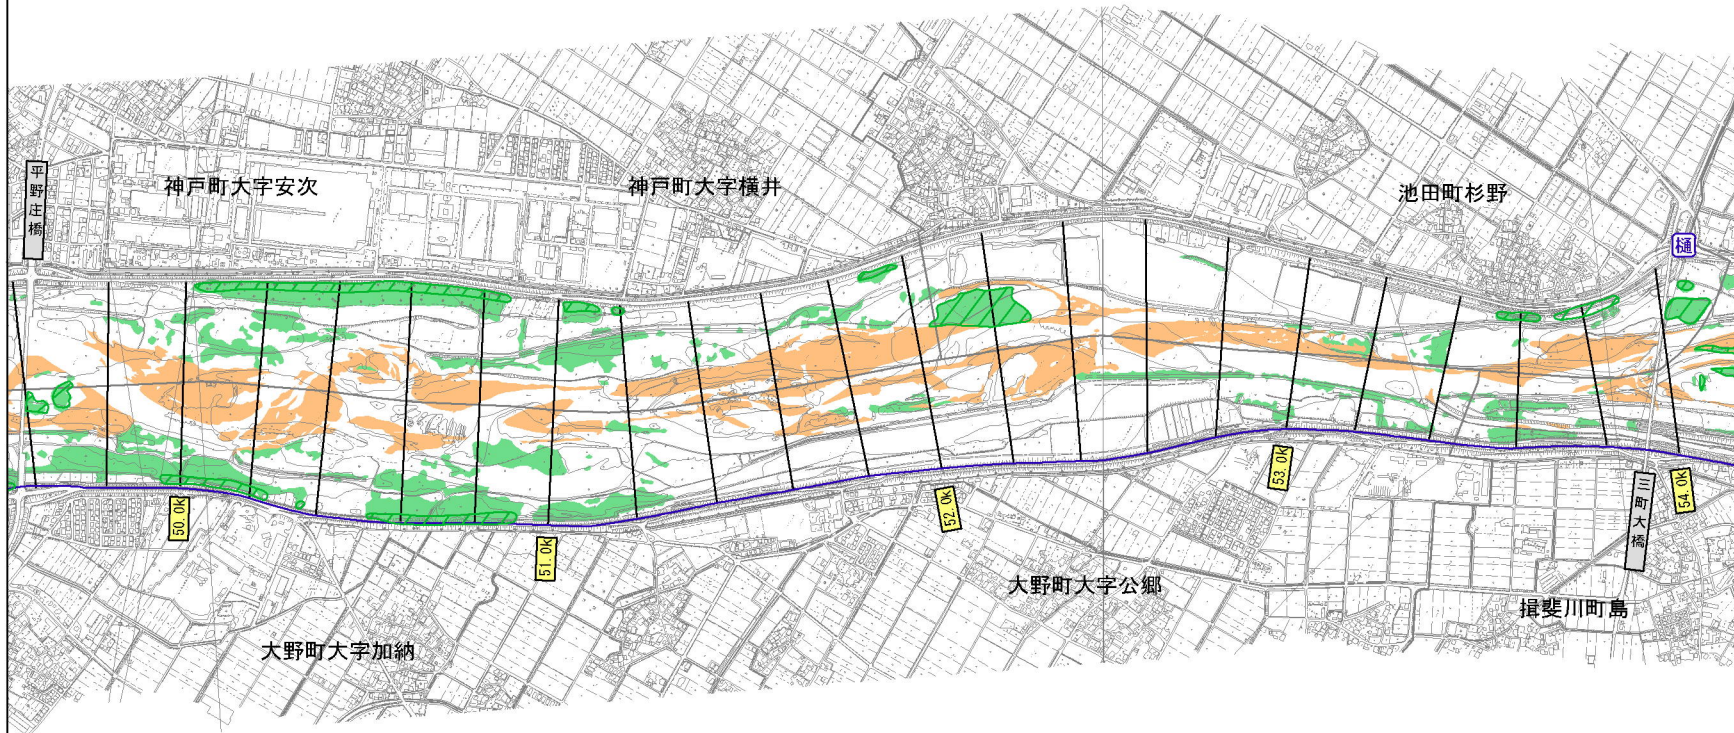 平野庄橋
神戸町大字安次
神戸町大字横井
池田町杉野
樋
50.0k
51.0k
52.0k
53.0k
54.0k
三町大橋
大野町大字加納
大野町大字公郷
揖斐川町島